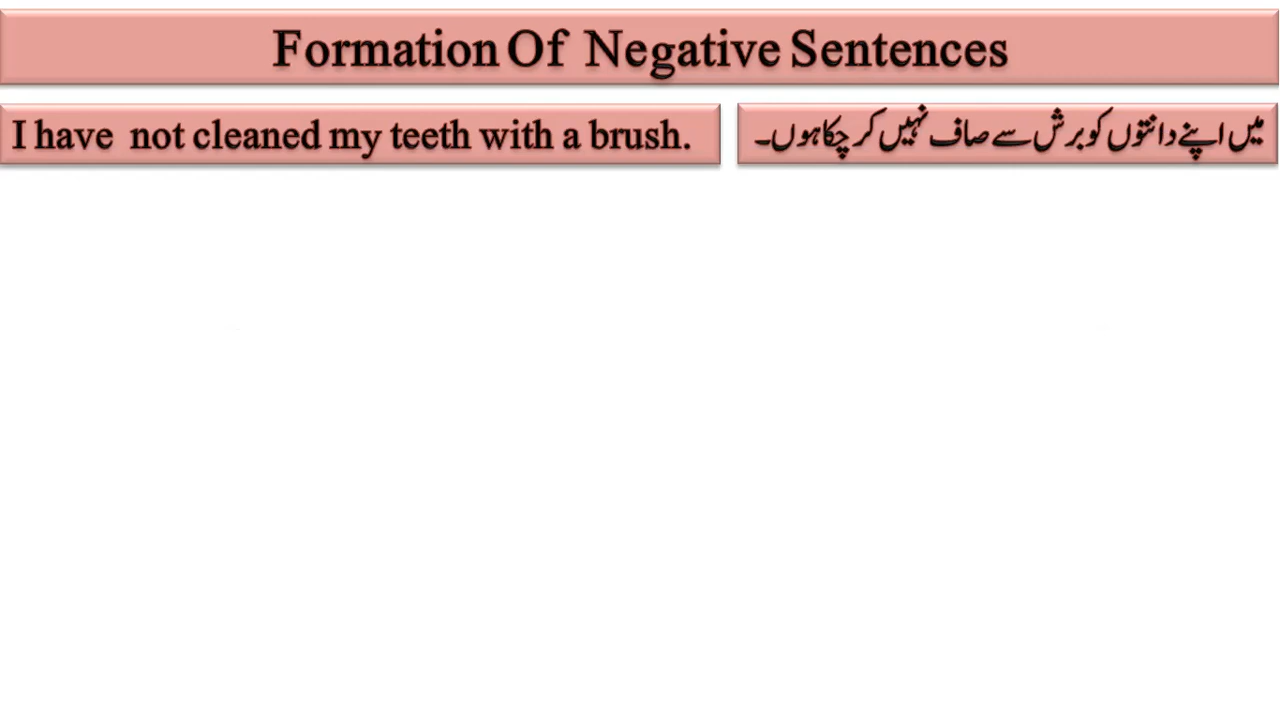 Formation Of Negative Sentences
I have not cleaned my teeth with a brush.
میں اپنے دانتوں کو برش سے صاف نہیں کر چکا ہوں۔